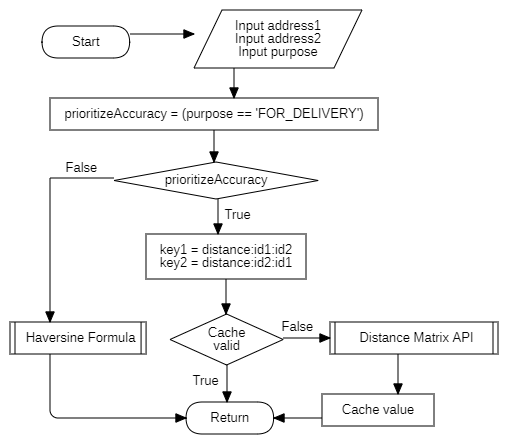 Start
Input address1
Input address2
Input purpose
prioritizeAccuracy = (purpose == 'FOR_DELIVERY')
False
prioritizeAccuracy
True
key1 = distance:id1:id2
key2 = distance:id2:id1
Haversine Formula
Cache
valid
False
Distance Matrix API
True
Return
Cache value